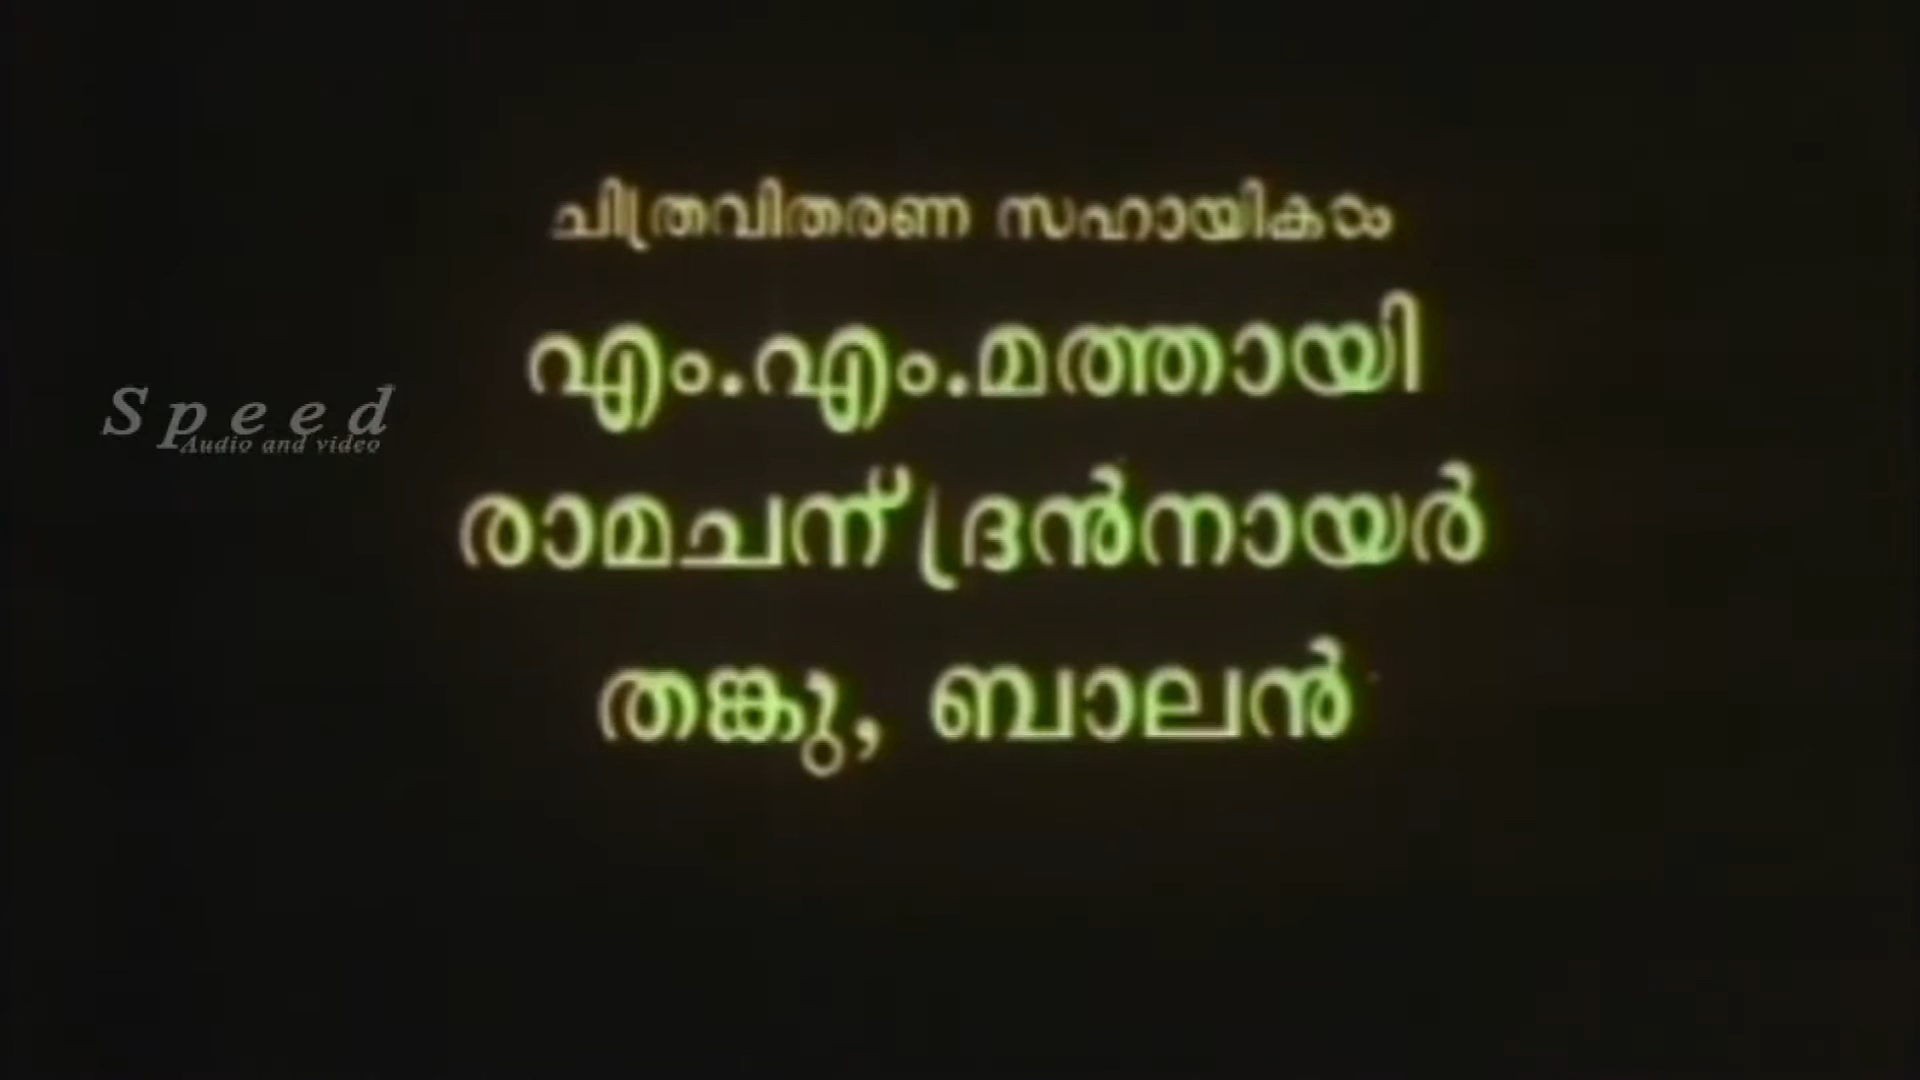 ചിത്രവിതരണ സഹായികൾ
എം.എം.മത്തായി
Speed
Audio and video
രാമചന്ദ്രൻനായർ
തങ്കു, ബാലൻ